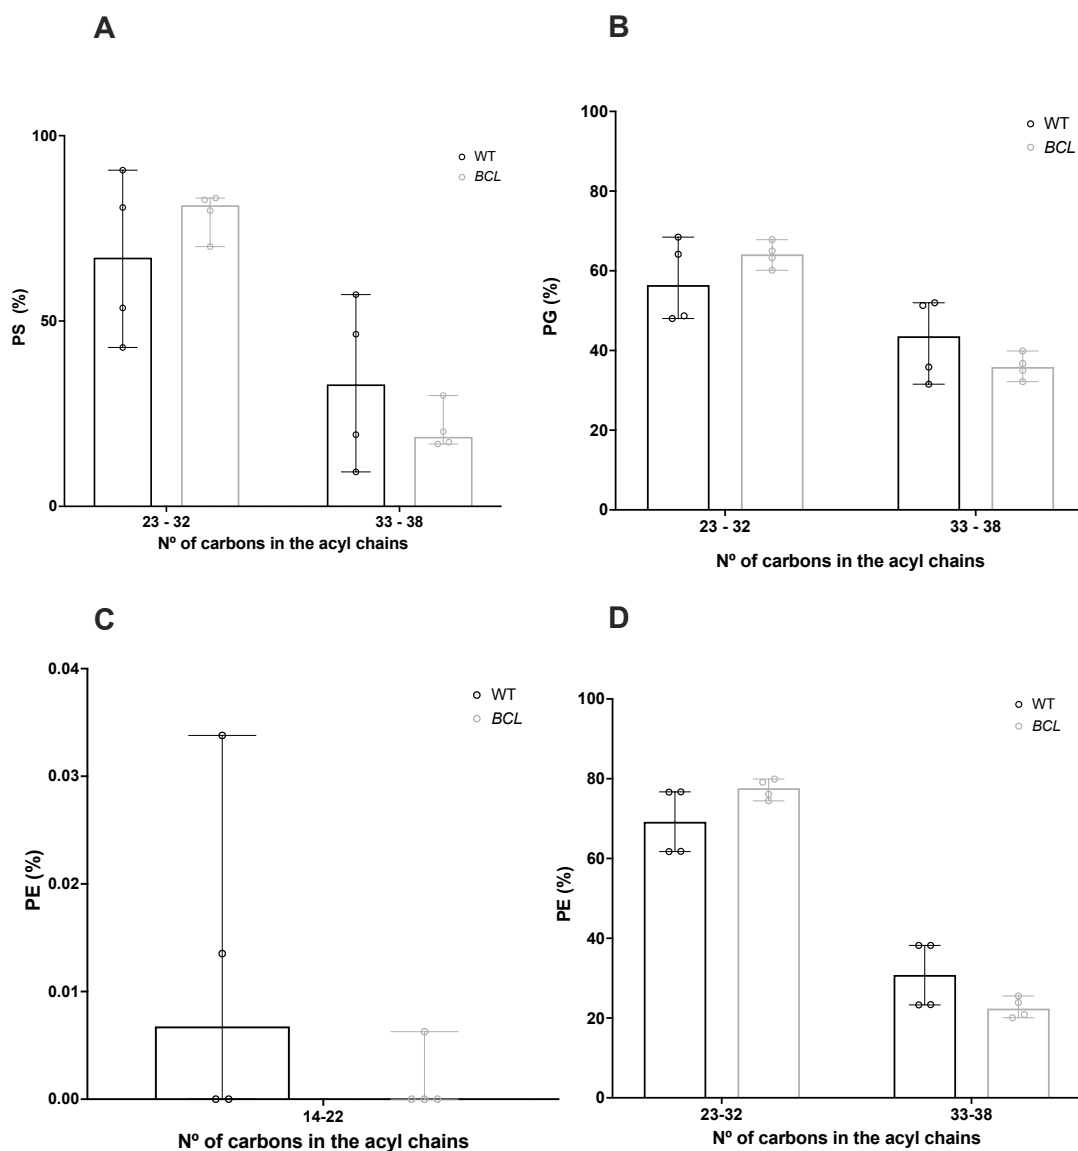 A
100
50
0
PS (%)
WT
BCL
23 - 32
33 - 38
Nº of carbons in the acyl chains
B
100
80
60
40
20
0
PG (%)
WT
BCL
23 - 32
33 - 38
Nº of carbons in the acyl chains
C
0.04
0.03
0.02
0.01
0.00
PE (%)
WT
BCL
14-22
Nº of carbons in the acyl chains
D
100
80
60
40
20
0
PE (%)
WT
BCL
23-32
33-38
Nº of carbons in the acyl chains